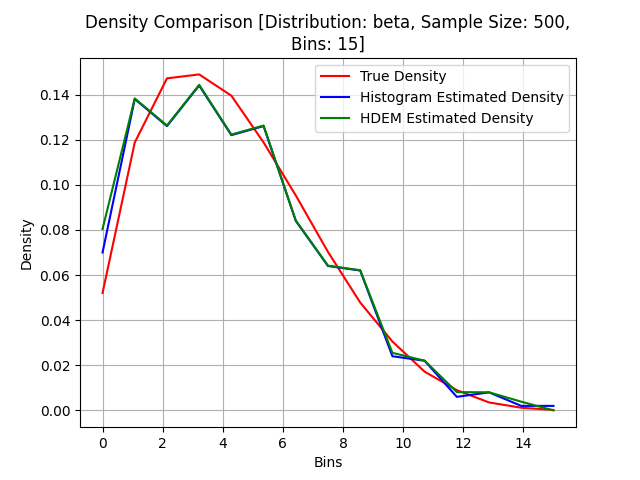 Density Comparison [Distribution: beta, Sample Size: 500,
Bins: 15]
True Density
Histogram Estimated Density
HDEM Estimated Density
Density
0.14
0.12
0.10
0.08
0.06
0.04
0.02
0.00
0 2 4 6 8 10 12 14
Bins